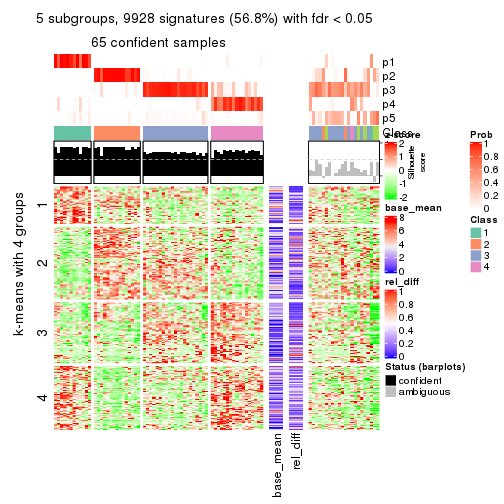 5 subgroups, 9928 signatures (56.8%) with fdr < 0.05
65 confident samples
p1
p2
p3
p4
p5
Class
z-score
2
1
0
-1
-2
Silhouette
score
Prob
1
0.8
0.6
0.4
0.2
0
base_mean
8
6
4
2
0
Class
1
2
3
4
rel_diff
1
0.8
0.6
0.4
0.2
0
Status (barplots)
confident
ambiguous
k-means with 4 groups
1
2
3
4
base_mean
rel_diff